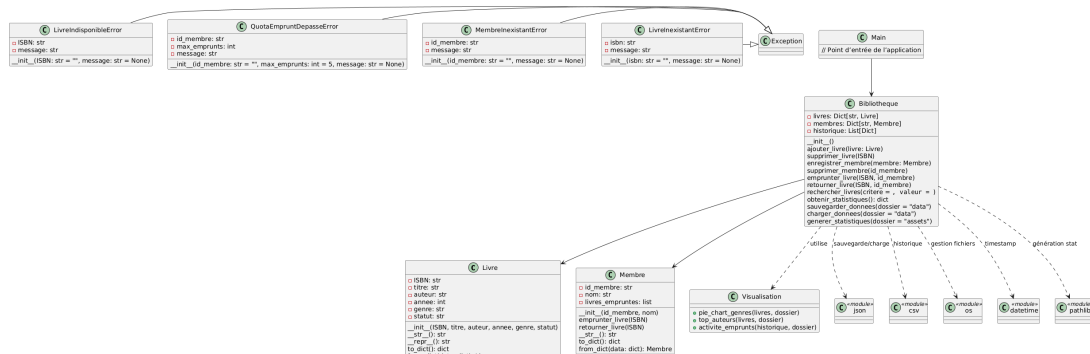 LivreIndisponibleError
ISBN: str
message: str
__init__(ISBN: str = "", message: str = None)
QuotaEmpruntDepasseError
id_membre: str
max_emprunts: int
message: str
__init__(id_membre: str = "", max_emprunts: int = 5, message: str = None)
MembreInexistantError
id_membre: str
message: str
__init__(id_membre: str = "", message: str = None)
LivreInexistantError
isbn: str
message: str
__init__(isbn: str = "", message: str = None)
Exception
Main
// Point d'entrée de l'application
Bibliotheque
livres: Dict[str, Livre]
membres: Dict[str, Membre]
historique: List[Dict]
__init__()
ajouter_livre(livre: Livre)
supprimer_livre(ISBN)
enregistrer_membre(membre: Membre)
supprimer_membre(id_membre)
emprunter_livre(ISBN, id_membre)
retourner_livre(ISBN, id_membre)
rechercher_livres(critere = , valeur = )
obtenir_statistiques(): dict
sauvegarder_donnees(dossier = "data")
charger_donnees(dossier = "data")
generer_statistiques(dossier = "assets")
utilise
sauvegarde/charge
historique
gestion fichiers
timestamp
génération stat
Livre
ISBN: str
titre: str
auteur: str
annee: int
genre: str
statut: str
__init__(ISBN, titre, auteur, annee, genre, statut)
__str__(): str
__repr__(): str
to_dict(): dict
Membre
id_membre: str
nom: str
livres_empruntes: list
__init__(id_membre, nom)
emprunter_livre(ISBN)
retourner_livre(ISBN)
__str__(): str
to_dict(): dict
from_dict(data: dict): Membre
Visualisation
pie_chart_genres(livres, dossier)
top_auteurs(livres, dossier)
activite_emprunts(historique, dossier)
«module»
json
«module»
csv
«module»
os
«module»
datetime
«module»
pathlib